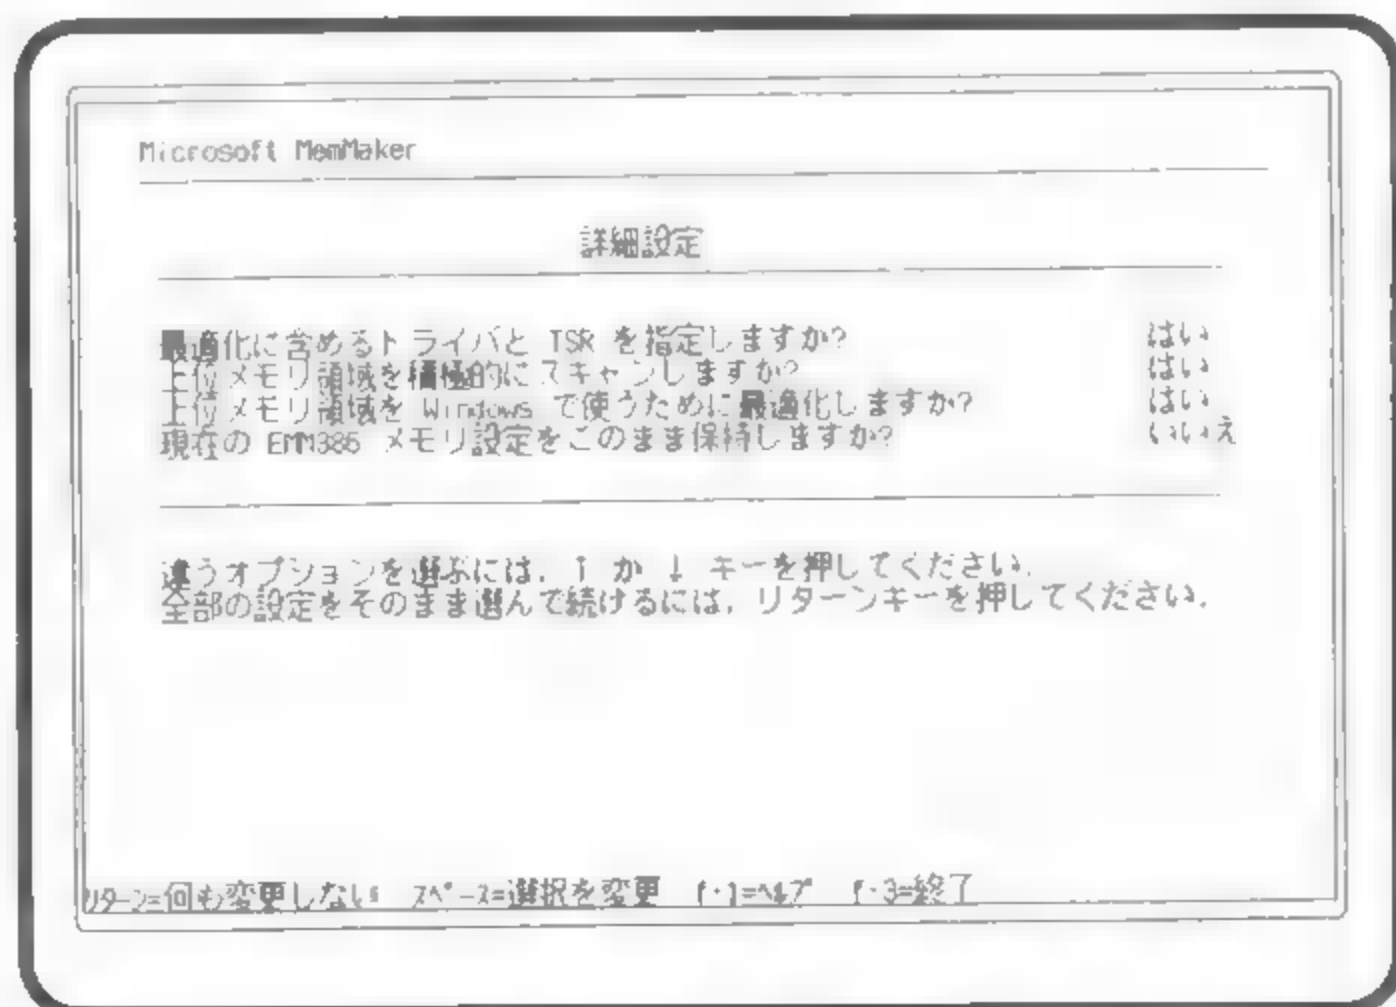 Microsoft MemMaker
詳細設定
最適化に含めるドライバと TSR を指定しますか? はい
上位メモリ領域を積極的にスキャンしますか? はい
上位メモリ領域を Windows で使うために最適化しますか? はい
現在の EMM386 メモリ設定をこのまま保持しますか? いいえ
違うオプションを選ぶには, ↑ か ↓ キーを押してください.
全部の設定をそのまま選んで続けるには, リターンキーを押してください.
ﾘﾀｰﾝ=何も変更しない ｽﾍﾟｰｽ=選択を変更 f・1=ﾍﾙﾌﾟ f・3=終了